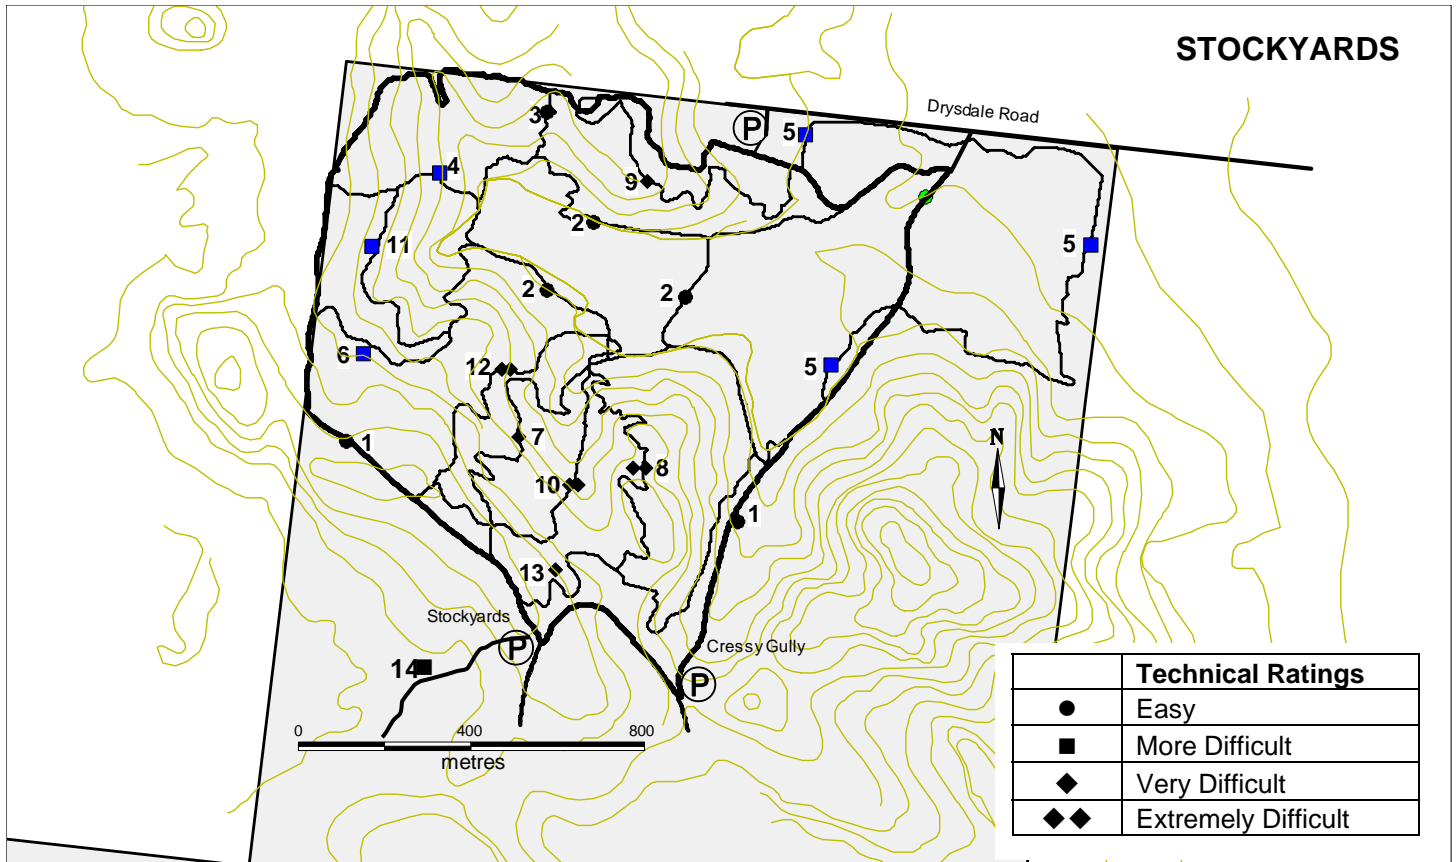 STOCKYARDS
Drysdale Road
P
3
5
4
9
2
11
5
2
2
6
12
5
1
7
N
8
10
1
13
Stockyards
P
Cressy Gully
14
P
0 400 800
metres
Technical Ratings
Easy
More Difficult
Very Difficult
Extremely Difficult